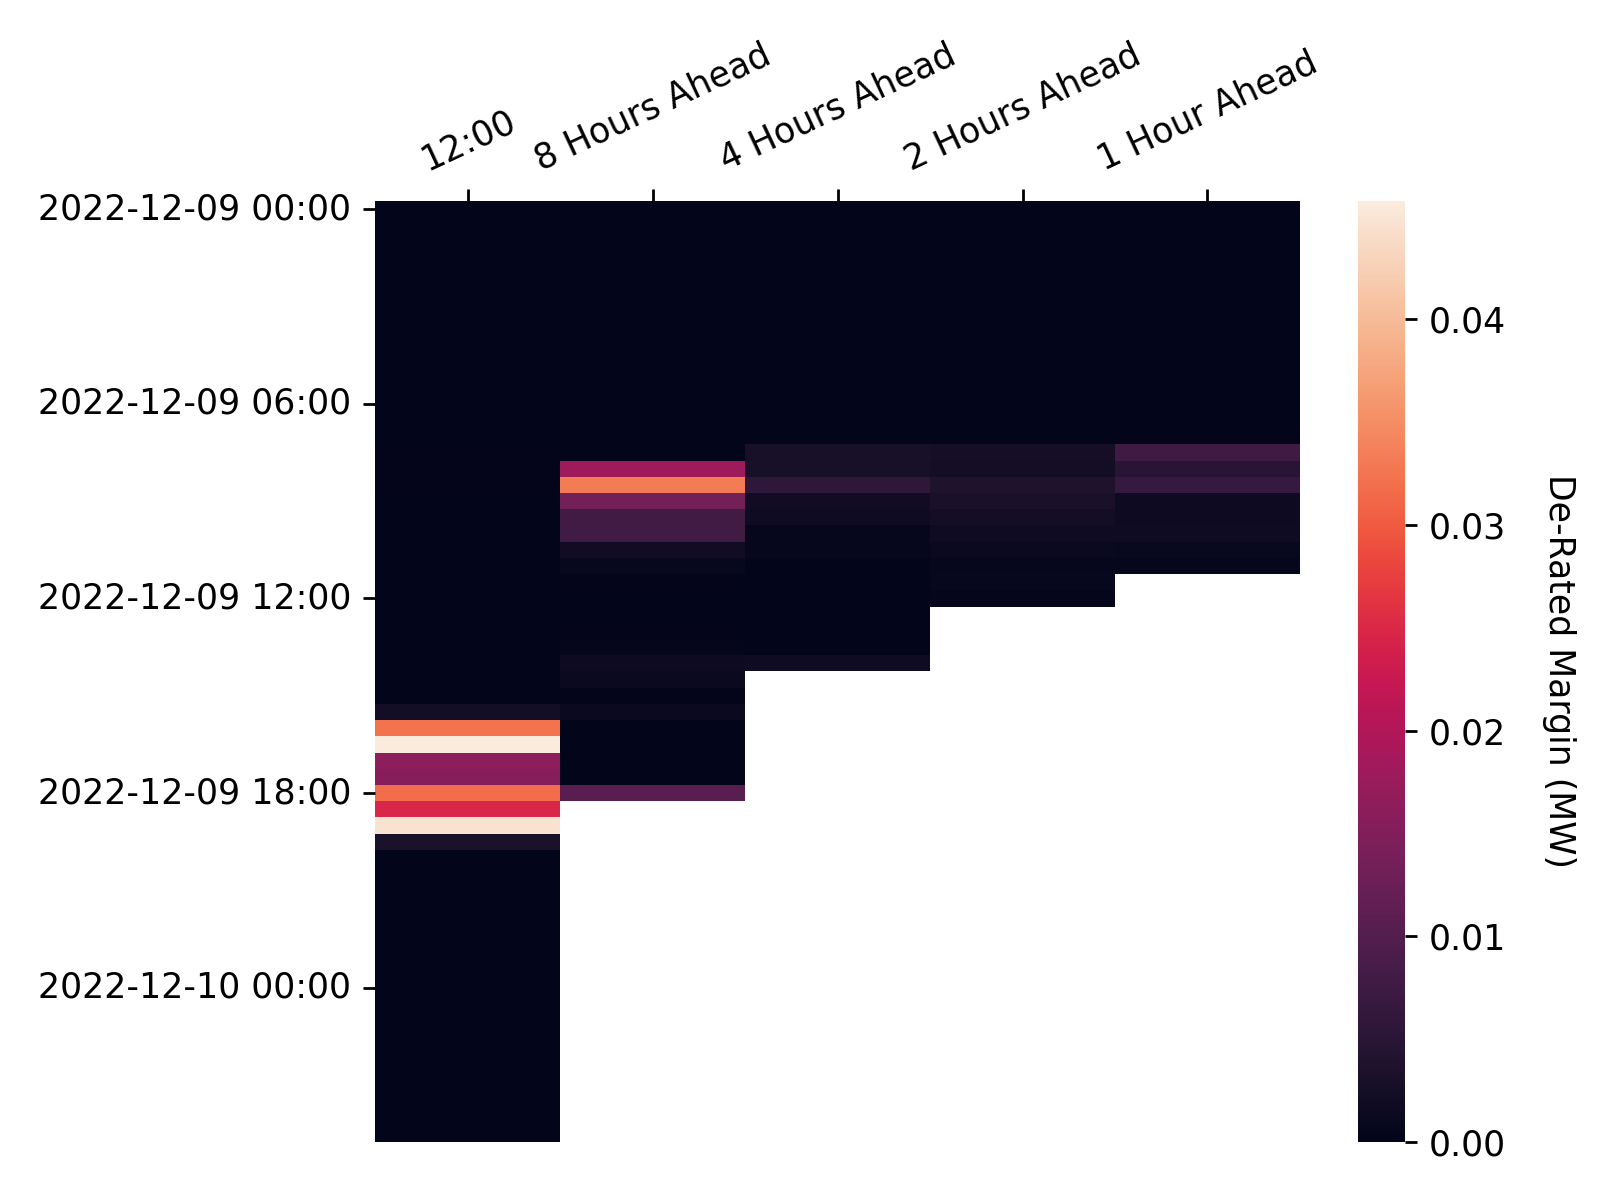 12:00
8 Hours Ahead
4 Hours Ahead
2 Hours Ahead
1 Hour Ahead
2022-12-09 00:00
2022-12-09 06:00
2022-12-09 12:00
2022-12-09 18:00
2022-12-10 00:00
0.04
0.03
0.02
0.01
0.00
De-Rated Margin (MW)